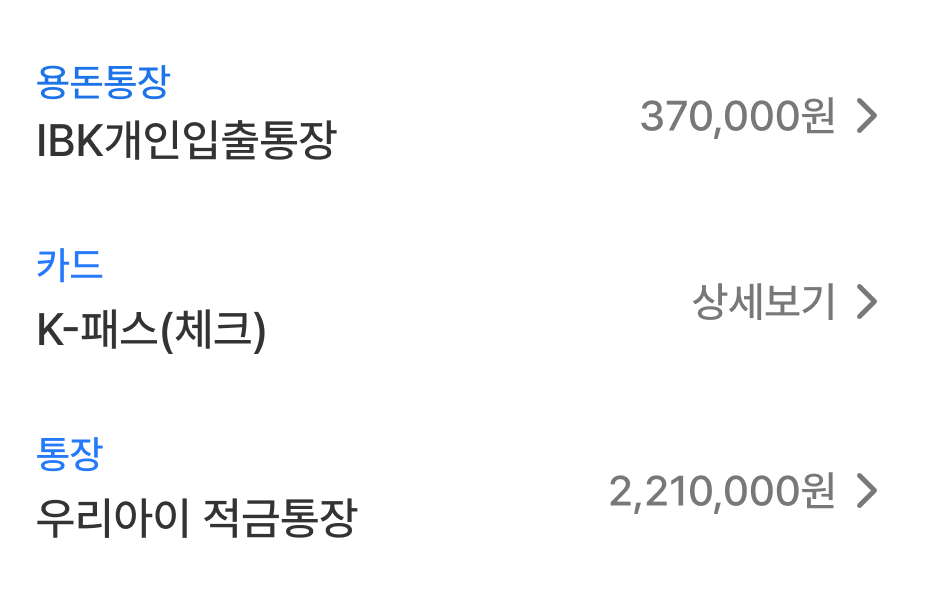 용돈통장
IBK개인입출통장
370,000원
카드
K-패스(체크)
상세보기
통장
우리아이 적금통장
2,210,000원